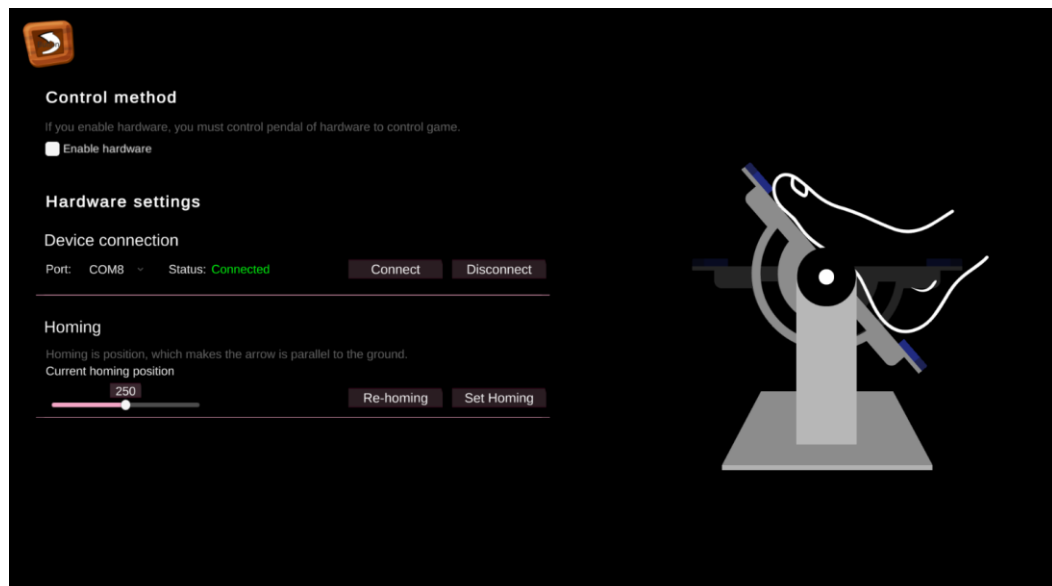 Control method
If you enable hardware, you must control pendal of hardware to control game.
Enable hardware
Hardware settings
Device connection
Port: COM8 Status: Connected Connect Disconnect
Homing
Homing is position, which makes the arrow is parallel to the ground.
Current homing position
250
Re-homing Set Homing